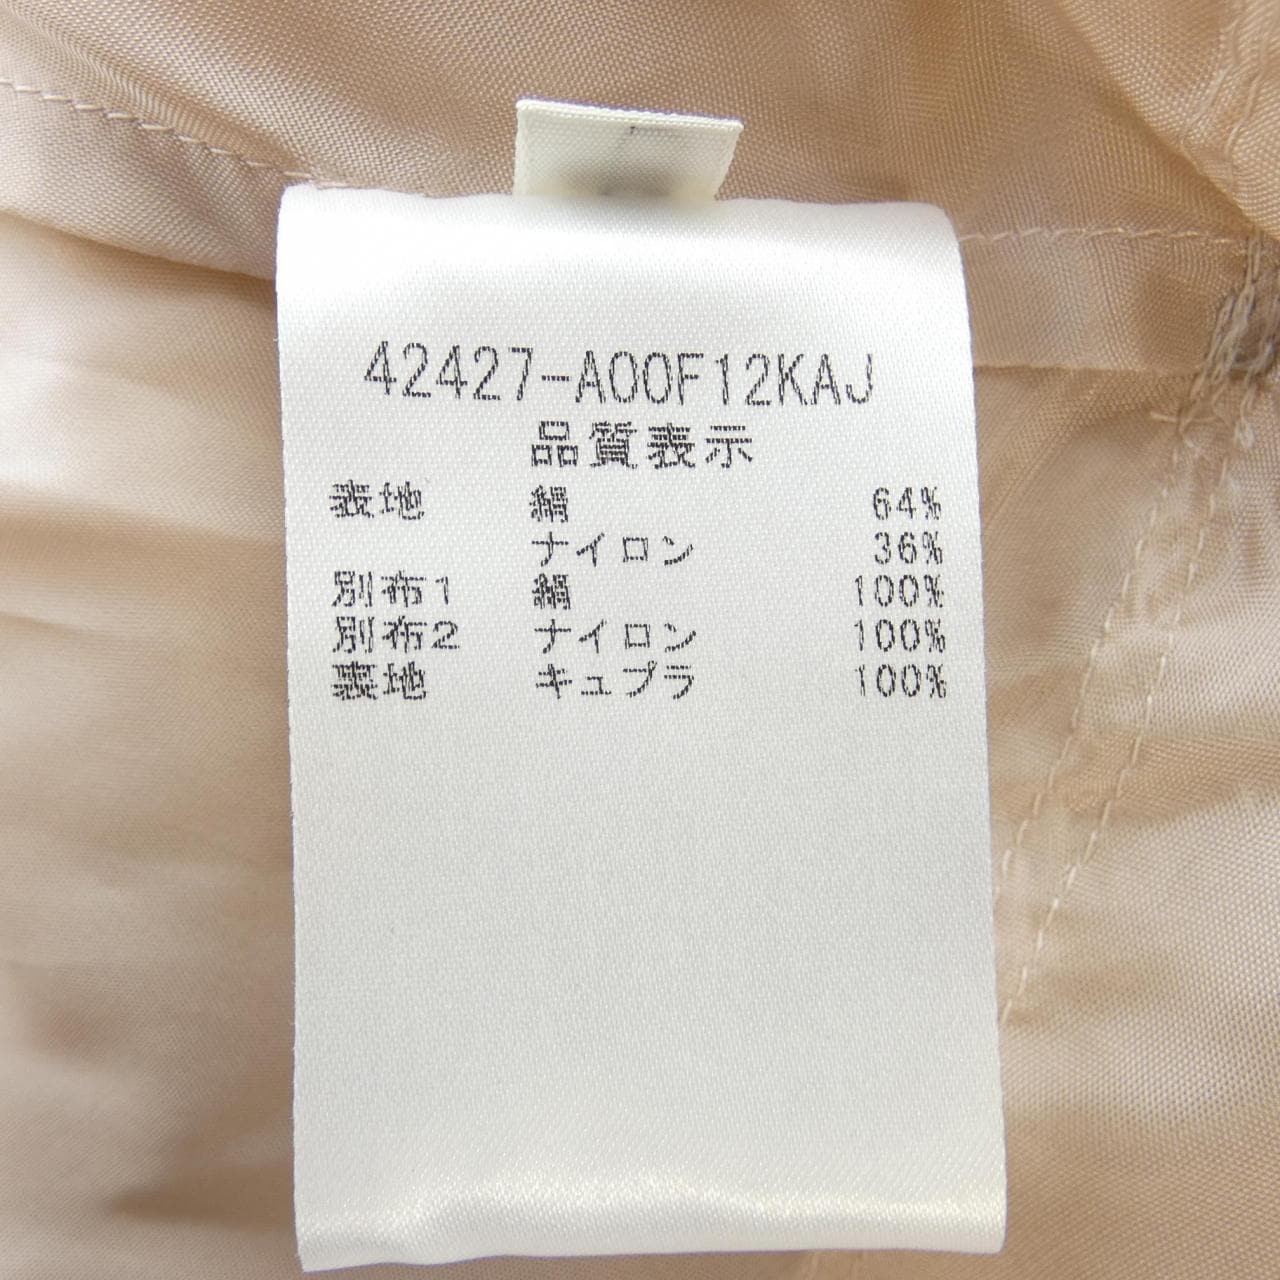 42427-A00F12KAJ
品質表示
表地 絹 64%
ナイロン 36%
別布1 絹 100%
別布2 ナイロン 100%
裏地 キュプラ 100%